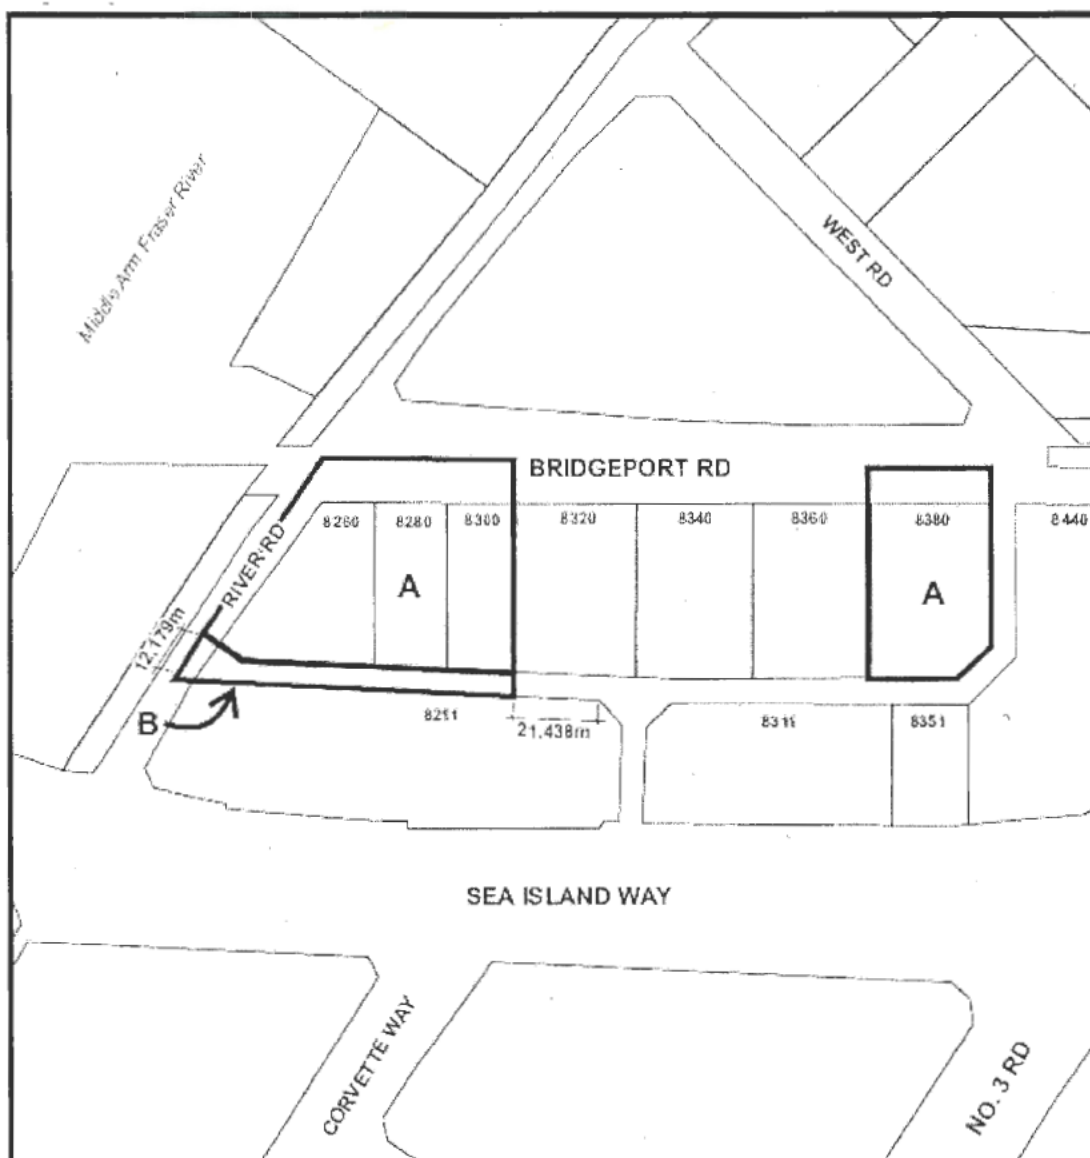 Middle Arm Fraser River
WEST RD
BRIDGEPORT RD
RIVER RD
8260
8280
8300
8320
8340
8360
8380
8440
A
A
12.179m
B
8211
21.438m
8311
8351
SEA ISLAND WAY
CORVETTE WAY
NO. 3 RD